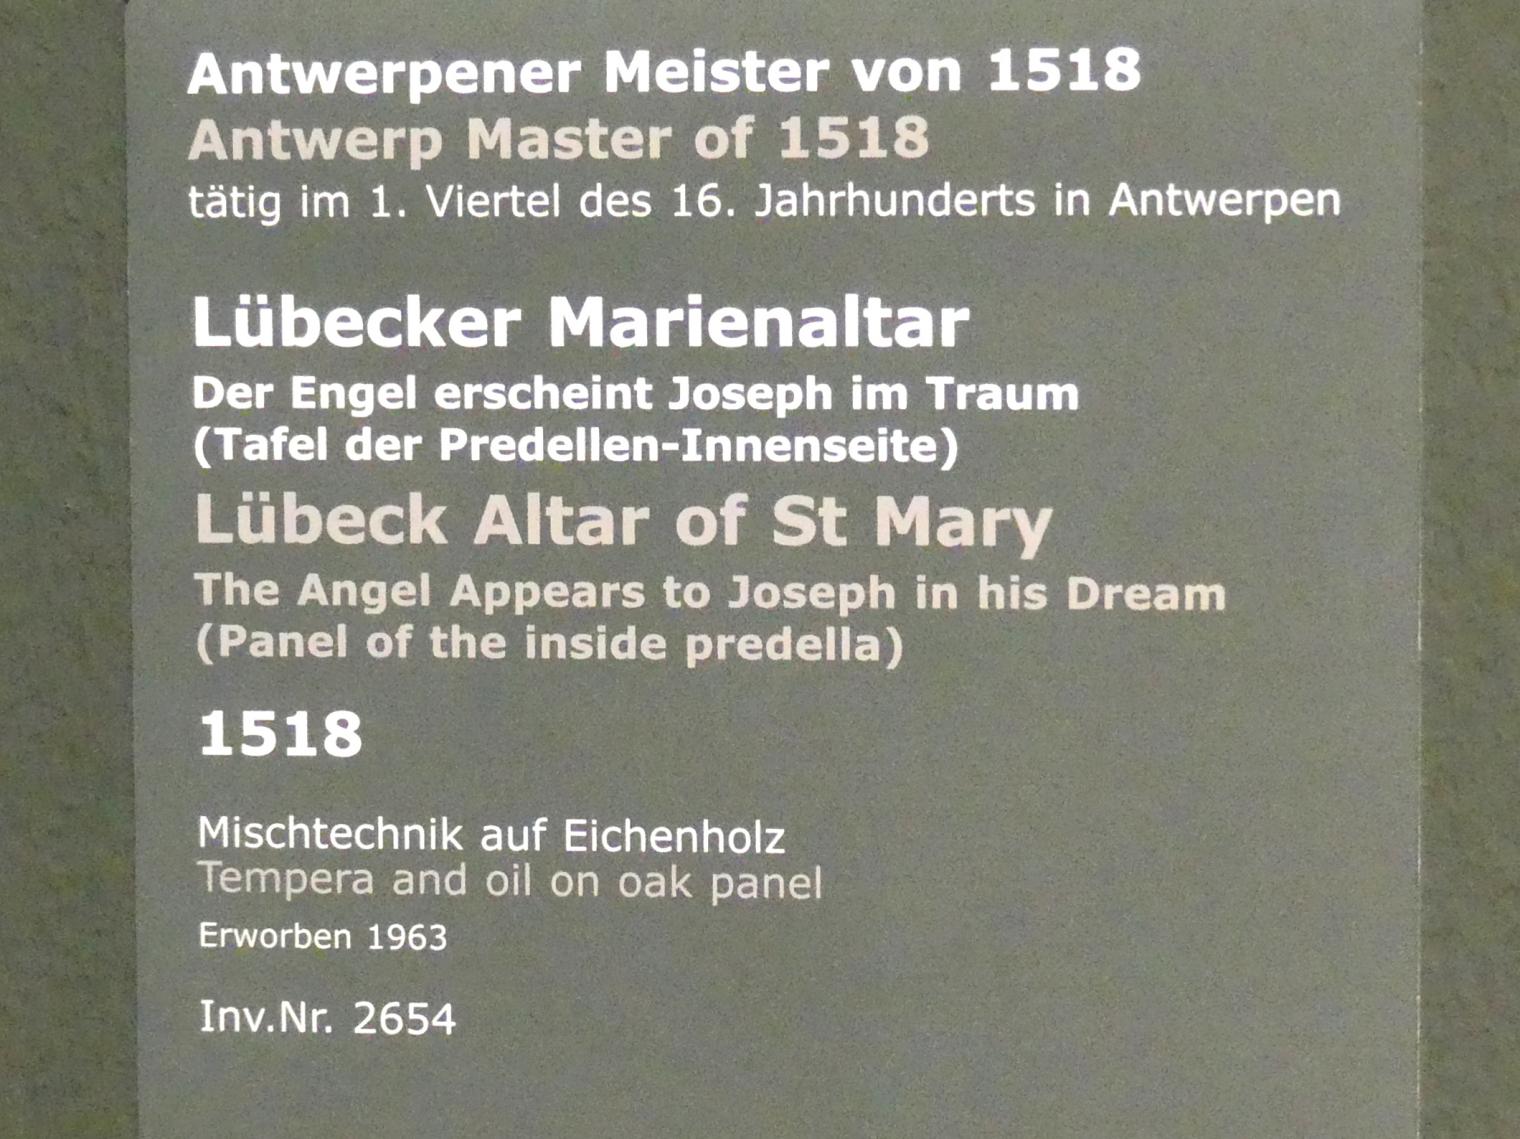 Antwerpener Meister von 1518
Antwerp Master of 1518
tätig im 1. Viertel des 16. Jahrhunderts in Antwerpen
Lübecker Marienaltar
Der Engel erscheint Joseph im Traum
(Tafel der Predellen-Innenseite)
Lübeck Altar of St Mary
The Angel Appears to Joseph in his Dream
(Panel of the inside predella)
1518
Mischtechnik auf Eichenholz
Tempera and oil on oak panel
Erworben 1963
Inv.Nr. 2654